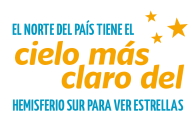 EL NORTE DEL PAÍS TIENE EL
cielo más
claro del
HEMISFERIO SUR PARA VER ESTRELLAS